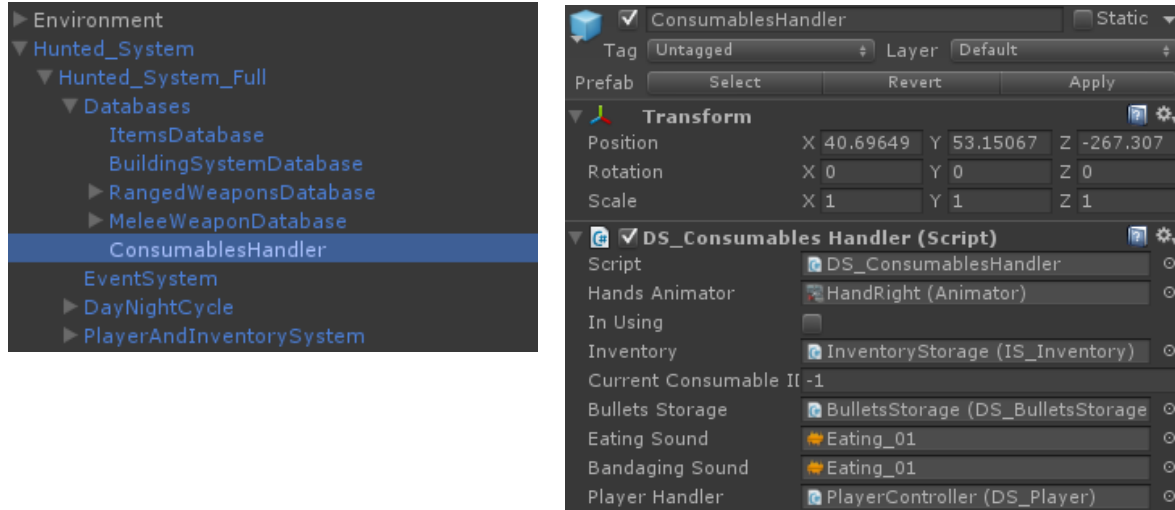 Environment
Hunted_System
Hunted_System_Full
Databases
ItemsDatabase
BuildingSystemDatabase
RangedWeaponsDatabase
MeleeWeaponDatabase
ConsumablesHandler
EventSystem
DayNightCycle
PlayerAndInventorySystem
ConsumablesHandler Static
Tag Untagged Layer Default
Prefab Select Revert Apply
Transform
Position X 40.69649 Y 53.15067 Z -267.307
Rotation X 0 Y 0 Z 0
Scale X 1 Y 1 Z 1
DS_Consumables Handler (Script)
Script DS_ConsumablesHandler
Hands Animator HandRight (Animator)
In Using
Inventory InventoryStorage (IS_Inventory)
Current Consumable I -1
Bullets Storage BulletsStorage (DS_BulletsStorage
Eating Sound Eating_01
Bandaging Sound Eating_01
Player Handler PlayerController (DS_Player)